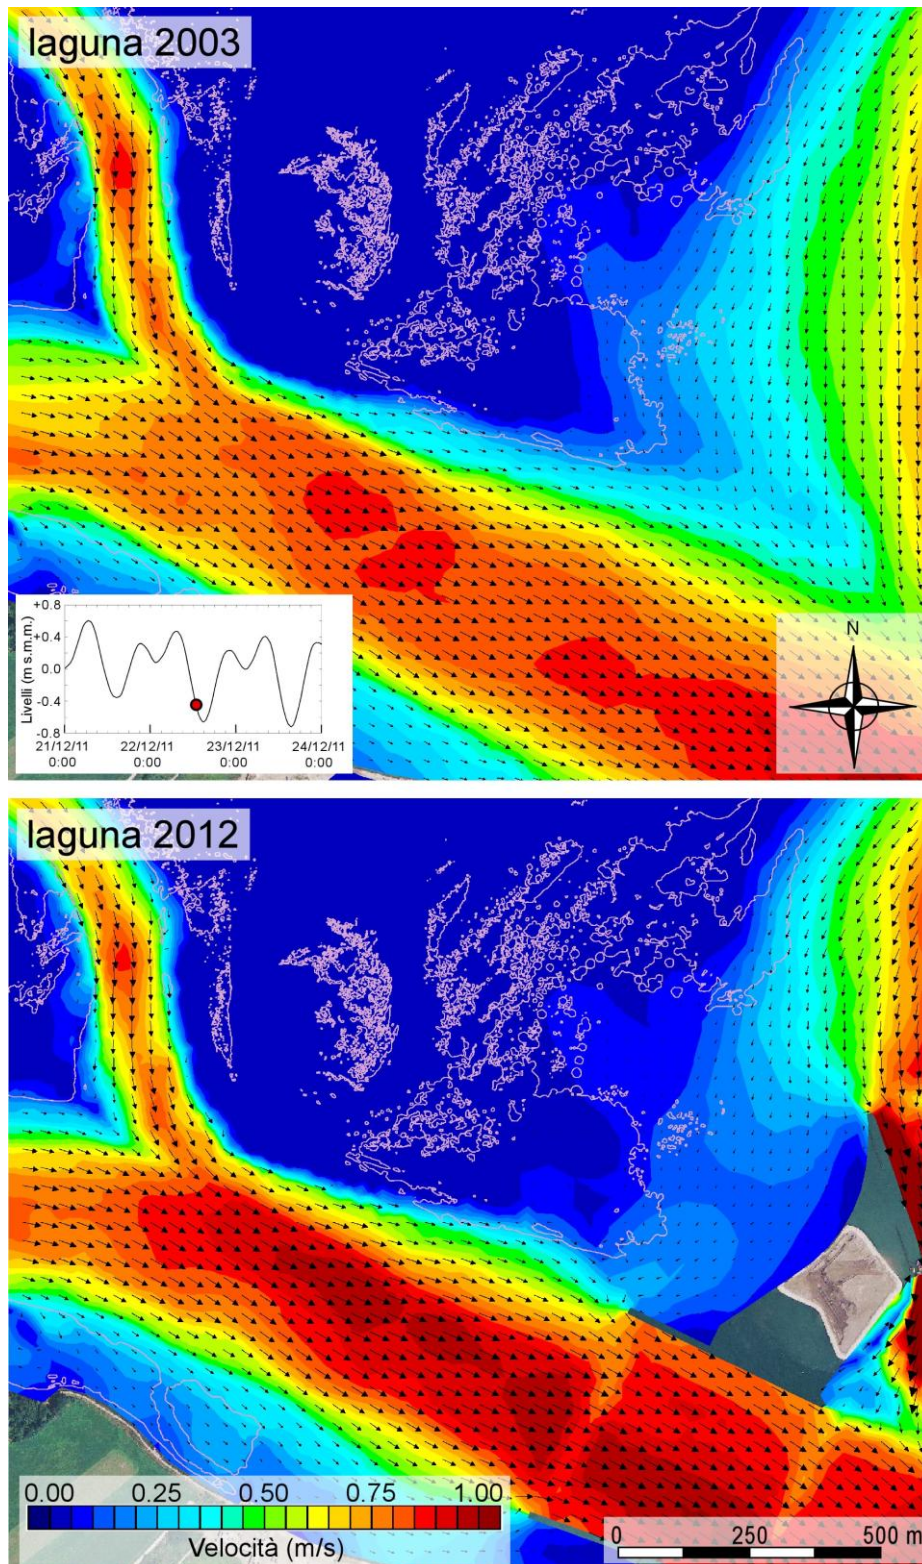 laguna 2003
N
+0.8
+0.4
0.0
-0.4
-0.8
Livelli (m s.m.m.)
21/12/11 22/12/11 23/12/11 24/12/11
0:00 0:00 0:00 0:00
laguna 2012
0.00 0.25 0.50 0.75 1.00
Velocità (m/s)
0 250 500 m